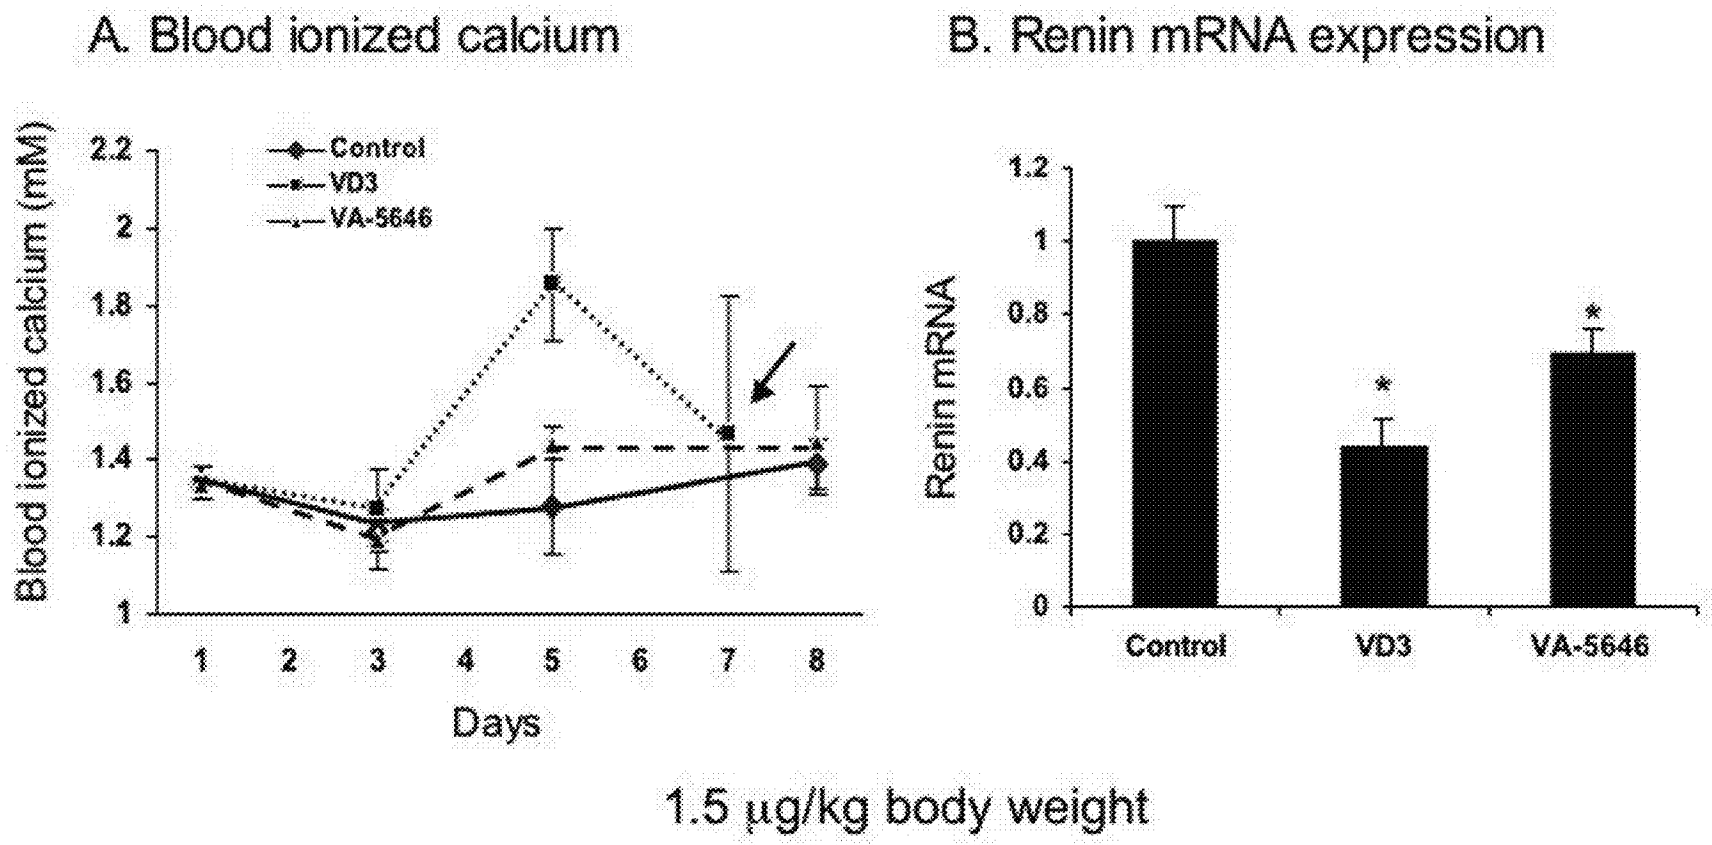 A. Blood ionized calcium
B. Renin mRNA expression
Blood ionized calcium (mM)
2.2
2
1.8
1.6
1.4
1.2
1
Control
VD3
VA-5646
1 2 3 4 5 6 7 8
Days
Renin mRNA
1.2
1
0.8
0.6
0.4
0.2
0
*
*
Control VD3 VA-5646
1.5 μg/kg body weight